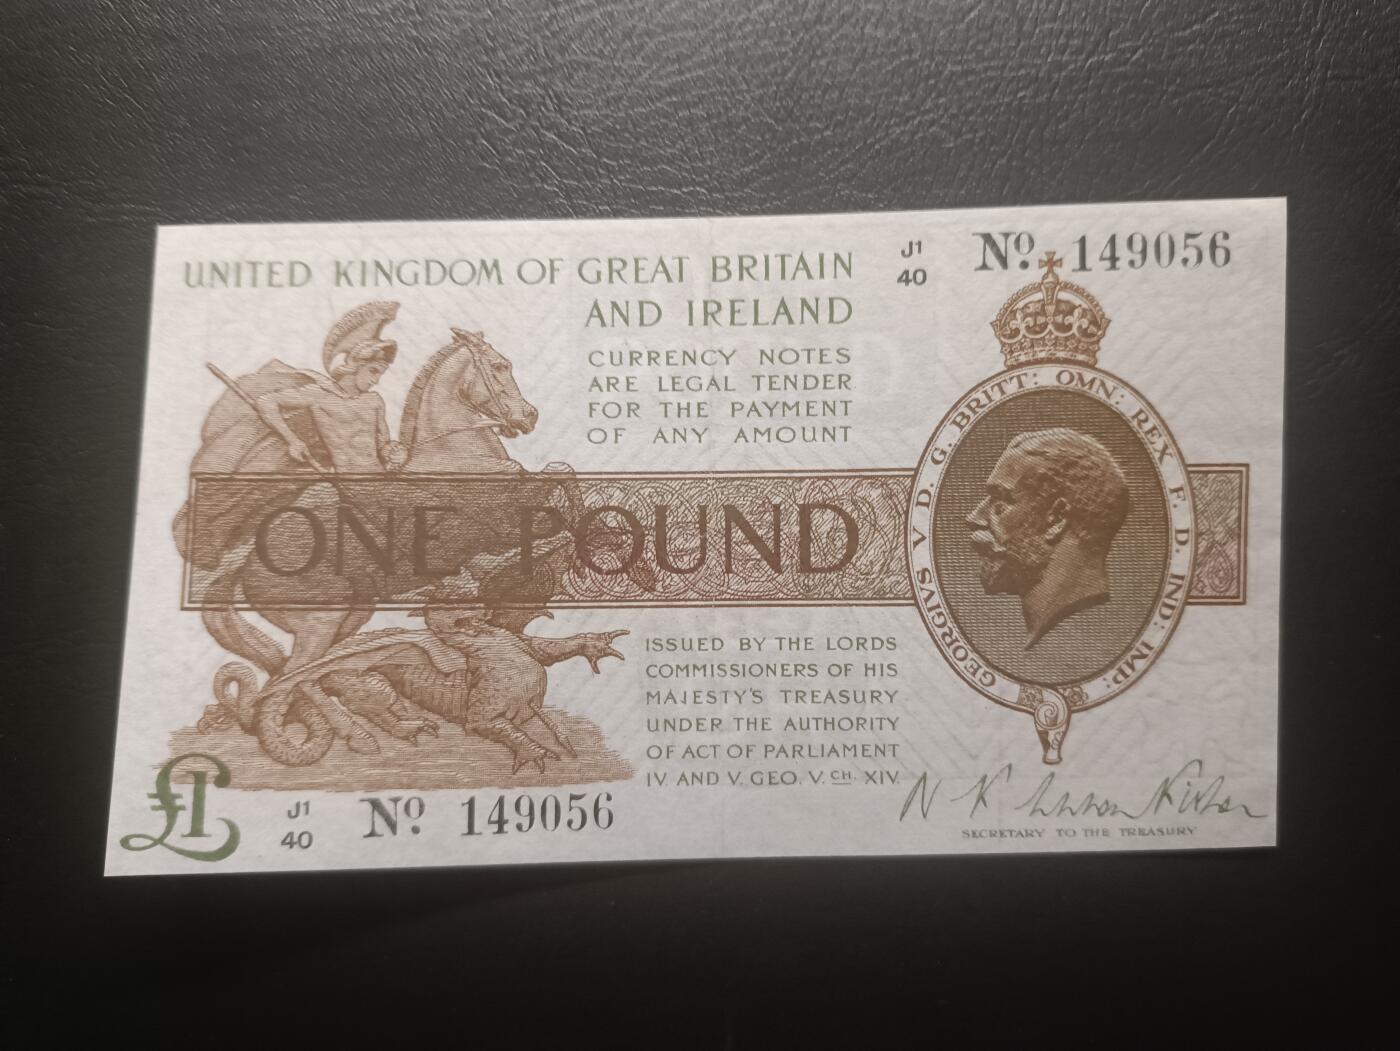 UNITED KINGDOM OF GREAT BRITAIN
AND IRELAND
J1
40
No. 149056
CURRENCY NOTES
ARE LEGAL TENDER
FOR THE PAYMENT
OF ANY AMOUNT
GEORGIVS V D. G. BRITT: OMN: REX F. D. IND: IMP:
ONE POUND
ISSUED BY THE LORDS
COMMISSIONERS OF HIS
MAJESTY'S TREASURY
UNDER THE AUTHORITY
OF ACT OF PARLIAMENT
IV. AND V. GEO. V. CH. XIV.
£1
J1
40
No. 149056
SECRETARY TO THE TREASURY